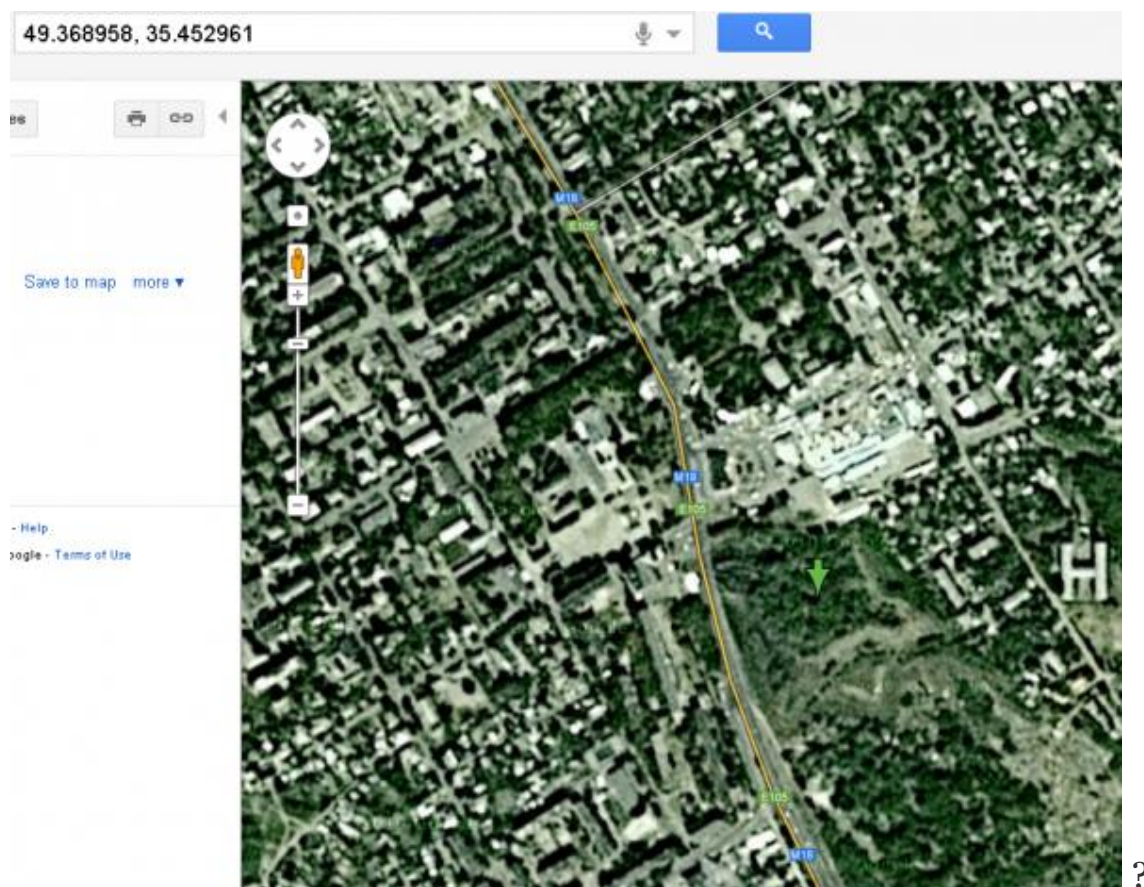 49.368958, 35.452961
es
Save to map more ▾
- Help
oogle - Terms of Use
M18
E105
M18
E105
E105
M18
?